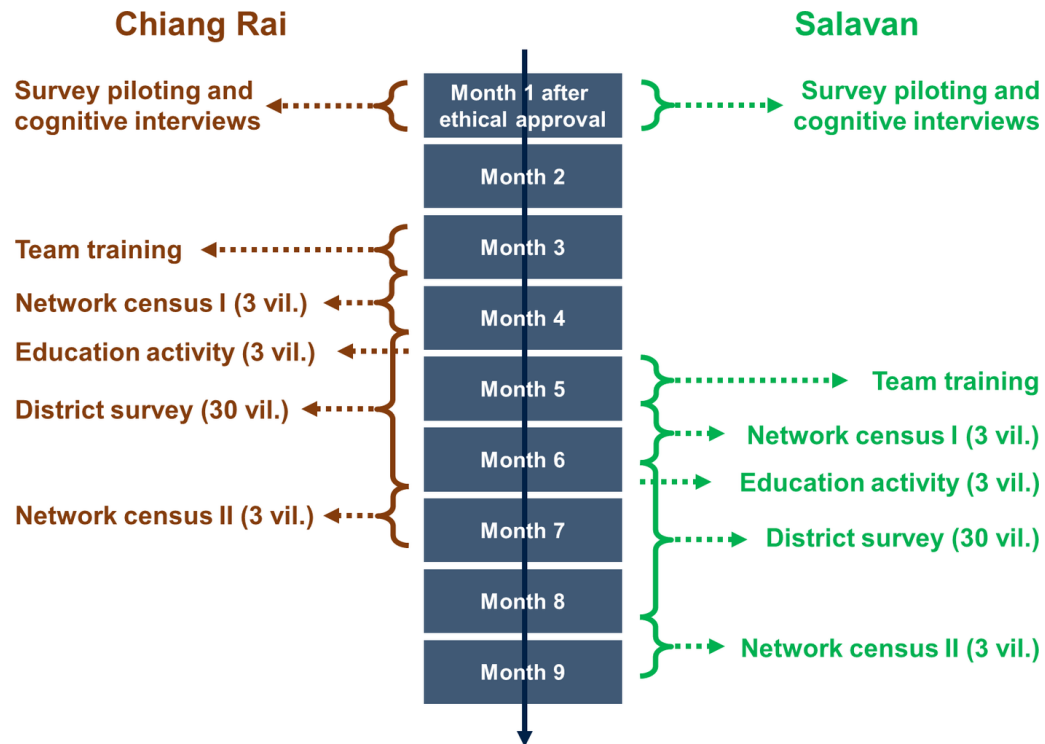 Chiang Rai
Salavan
Survey piloting and
cognitive interviews
Month 1 after
ethical approval
Survey piloting and
cognitive interviews
Month 2
Team training
Month 3
Network census I (3 vil.)
Month 4
Education activity (3 vil.)
Month 5
Team training
District survey (30 vil.)
Network census I (3 vil.)
Month 6
Education activity (3 vil.)
Network census II (3 vil.)
Month 7
District survey (30 vil.)
Month 8
Network census II (3 vil.)
Month 9